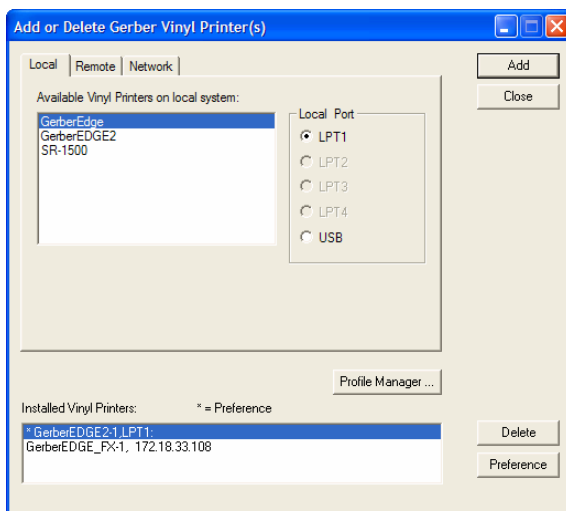 Add or Delete Gerber Vinyl Printer(s)
Local Remote Network
Add
Close
Available Vinyl Printers on local system:
GerberEdge
GerberEDGE2
SR-1500
Local Port
LPT1
LPT2
LPT3
LPT4
USB
Profile Manager ...
Installed Vinyl Printers: * = Preference
* GerberEDGE2-1,LPT1:
GerberEDGE_FX-1, 172.18.33.108
Delete
Preference